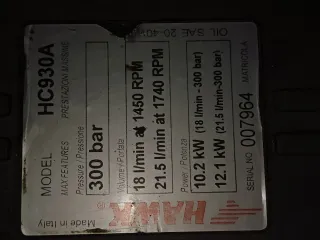 MODEL HC930A
MAX FEATURES PRESTAZIONI MASSIME
Pressure / Pressione
300 bar
Volume / Portata
18 l/min at 1450 RPM
21.5 l/min at 1740 RPM
Power / Potenza
10.2 kW (18 l/min-300 bar)
12.1 kW (21.5 l/min-300 bar)
SERIAL NO 007964 MATRICOLA
OIL SAE 20-40
Made in Italy
HAWK